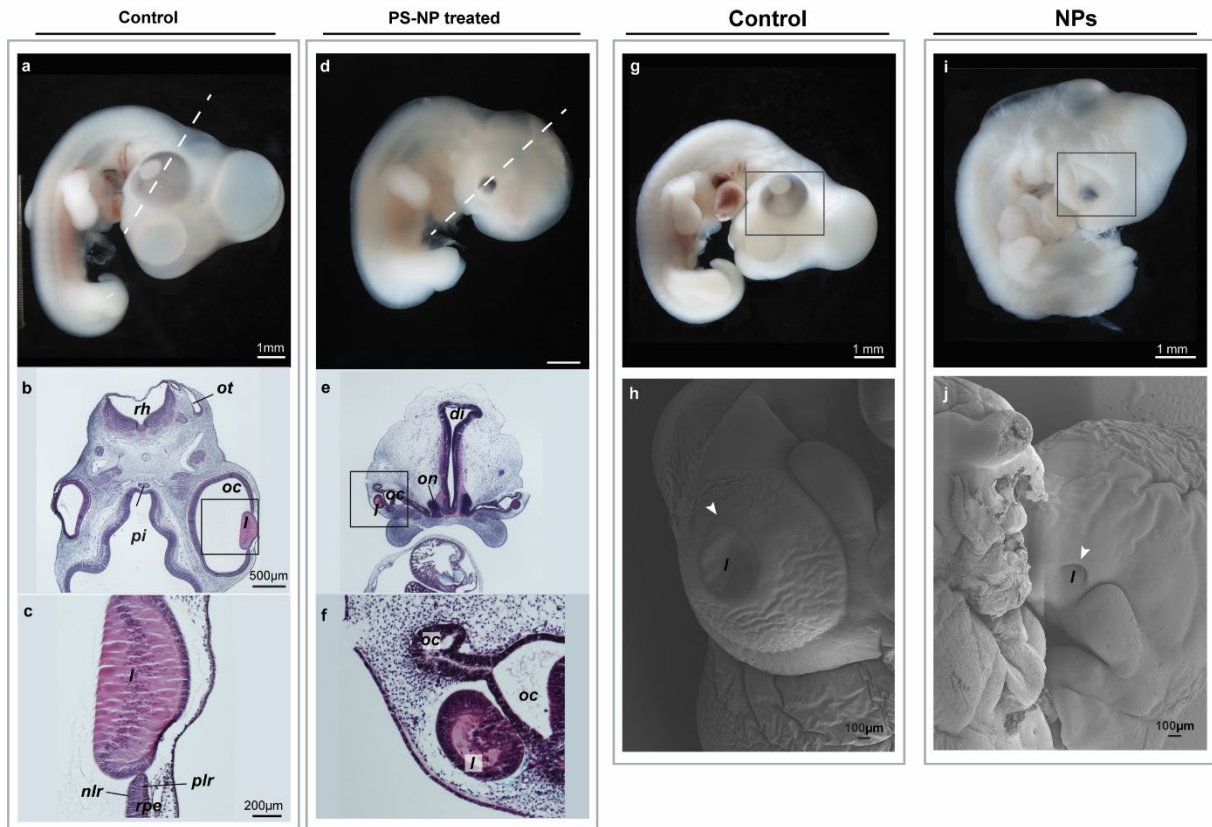 Control
PS-NP treated
Control
NPs
a
1mm
b
rh
ot
oc
l
pi
500µm
c
l
nlr
plr
rpe
200µm
d
e
di
on
oc
l
f
oc
oc
l
g
1 mm
h
l
100µm
i
1 mm
j
l
100µm